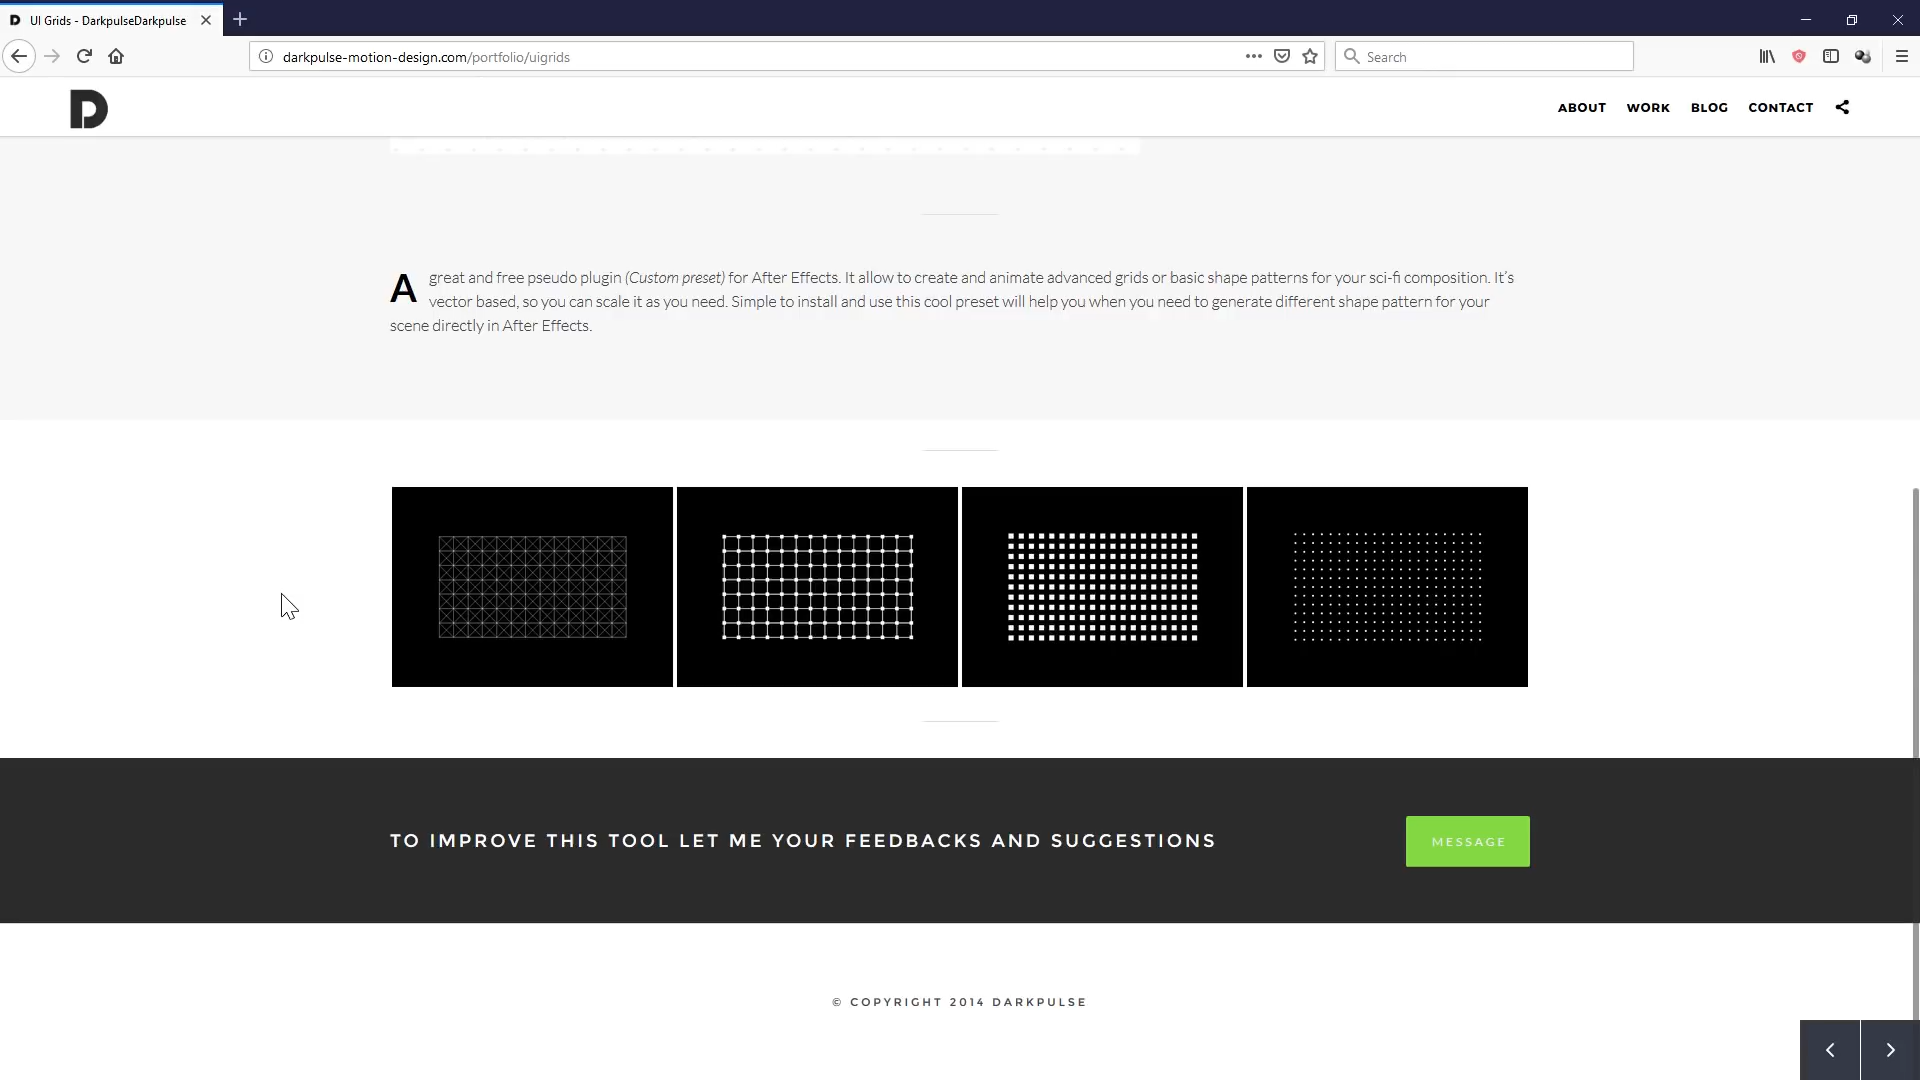 UI Grids - DarkpulseDarkpulse
darkpulse-motion-design.com/portfolio/uigrids
Search
D
ABOUT WORK BLOG CONTACT
A great and free pseudo plugin (Custom preset) for After Effects. It allow to create and animate advanced grids or basic shape patterns for your sci-fi composition. It’s
vector based, so you can scale it as you need. Simple to install and use this cool preset will help you when you need to generate different shape pattern for your
scene directly in After Effects.
TO IMPROVE THIS TOOL LET ME YOUR FEEDBACKS AND SUGGESTIONS
MESSAGE
© COPYRIGHT 2014 DARKPULSE